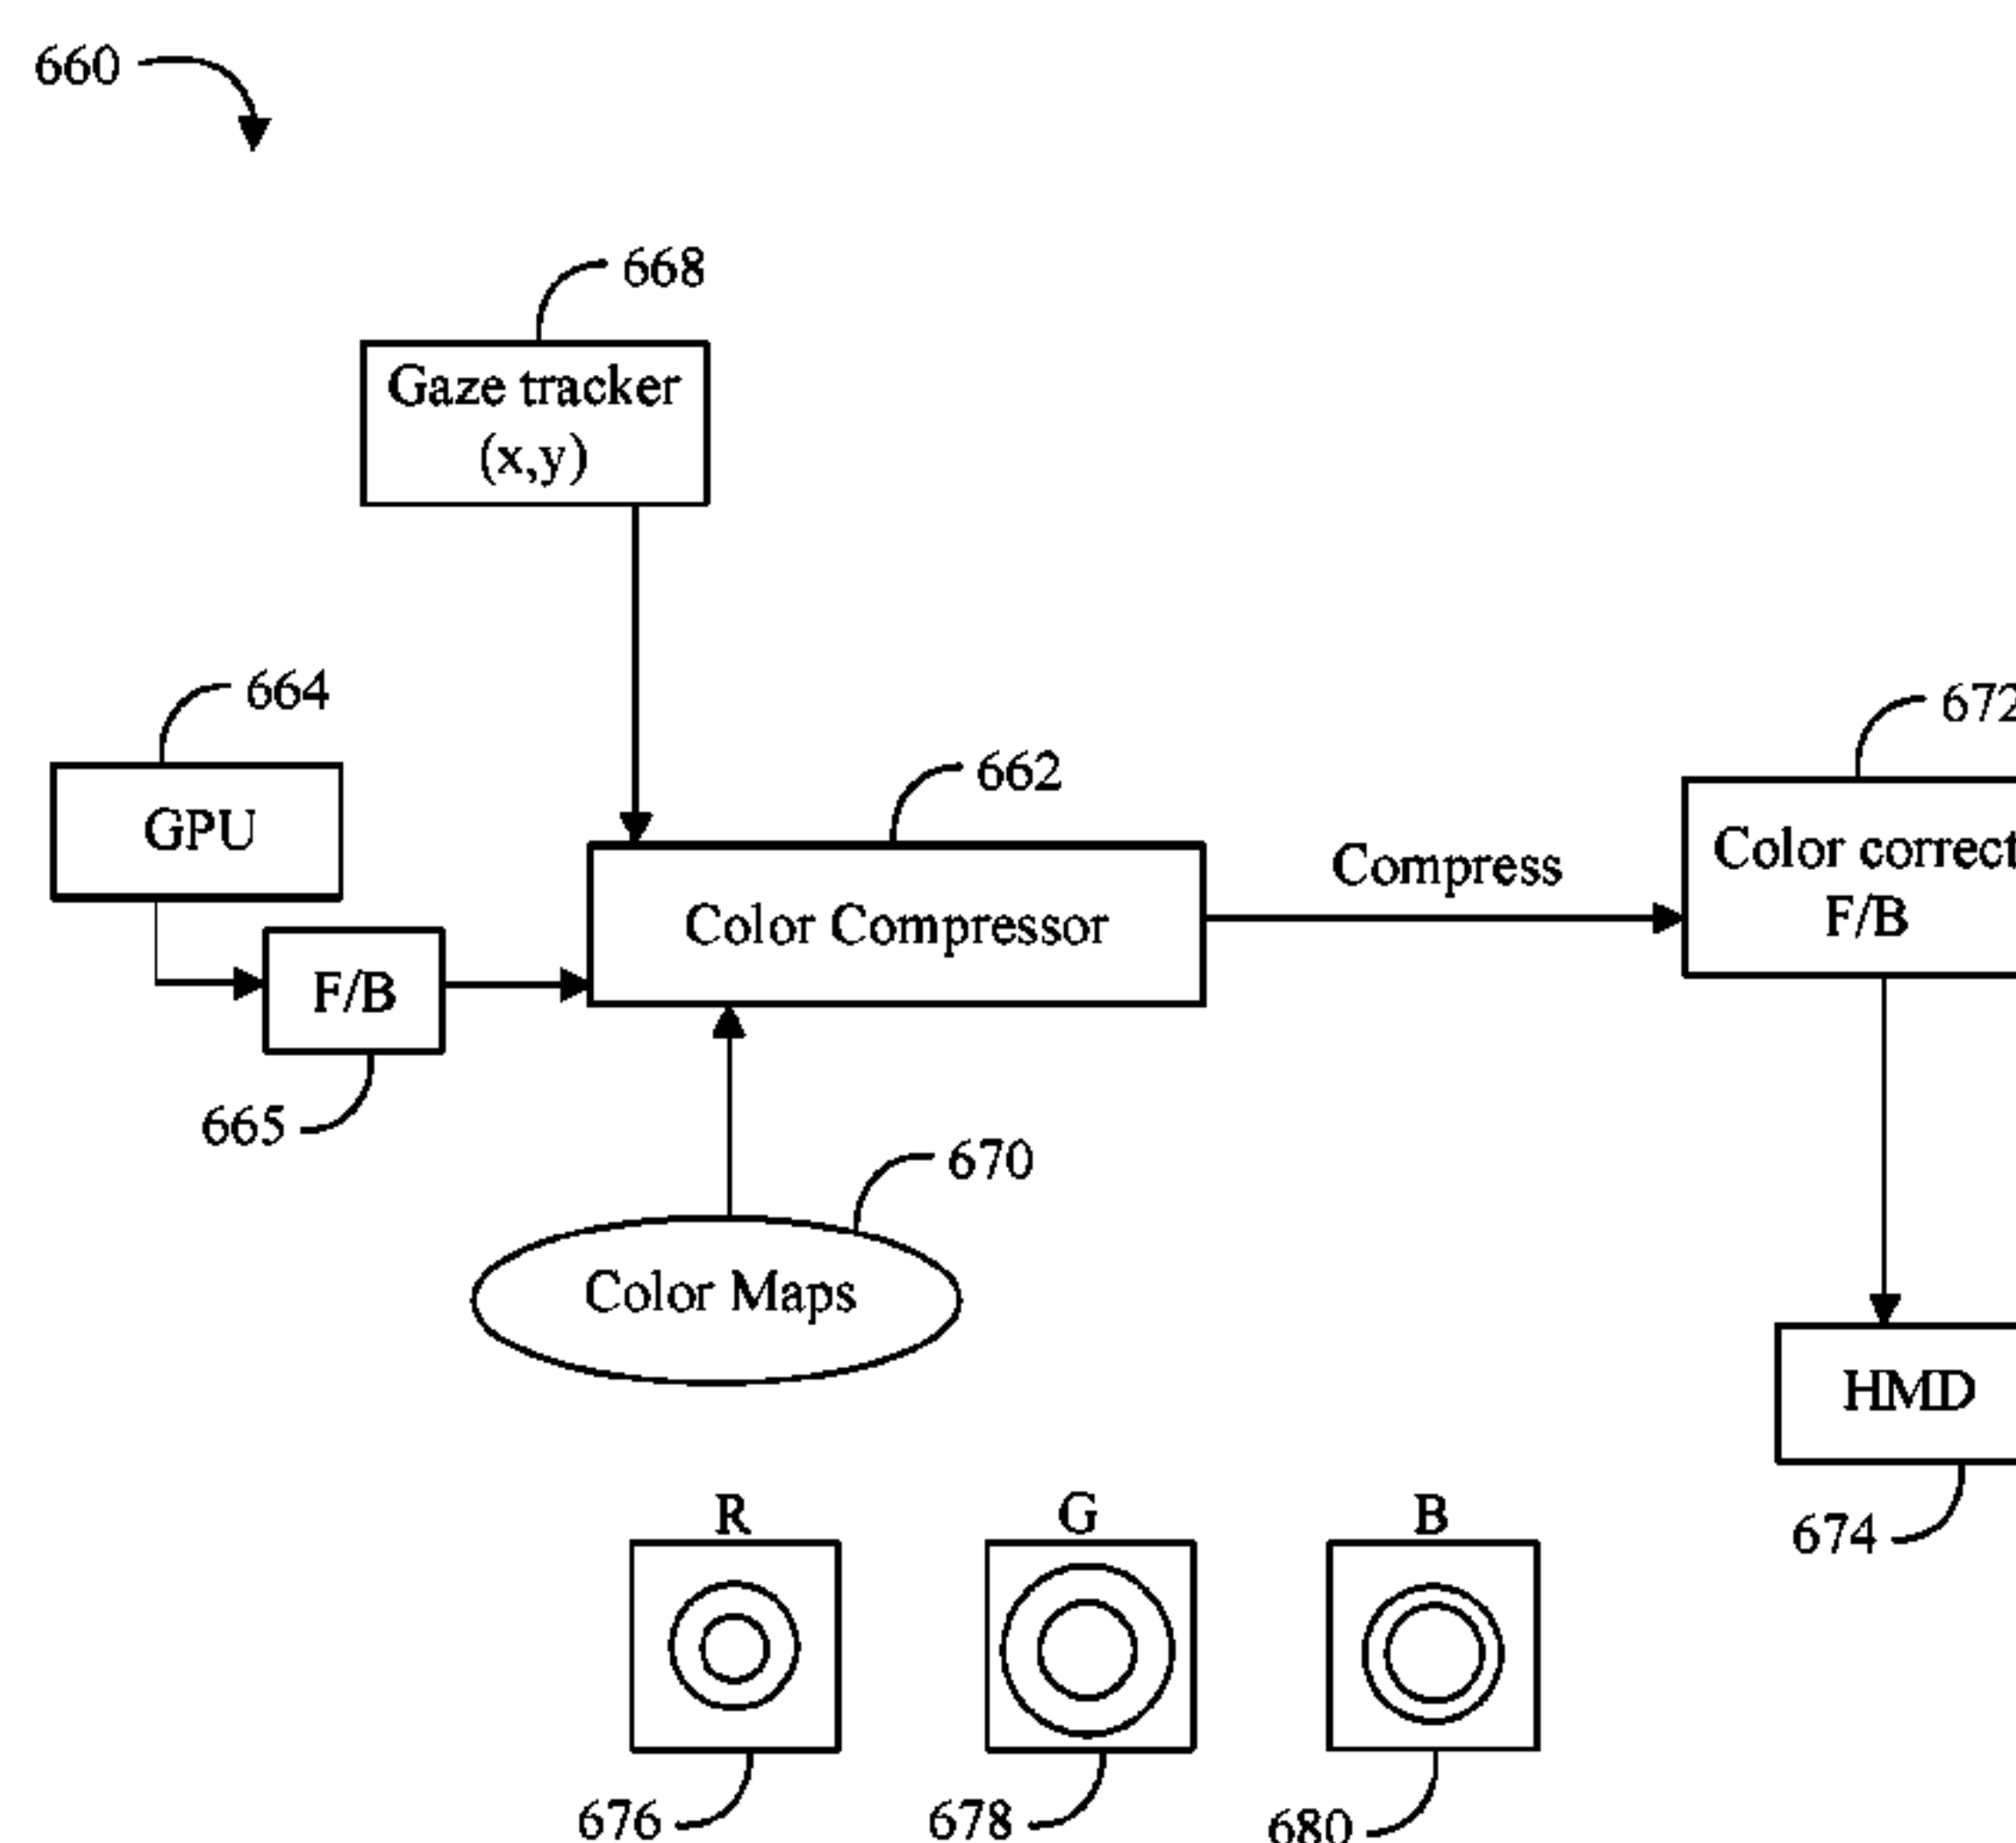 660
668
Gaze tracker
(x,y)
664
672
GPU
662
Color Compressor
Compress
Color correct
F/B
F/B
665
670
Color Maps
HMD
674
R
G
B
676
678
680